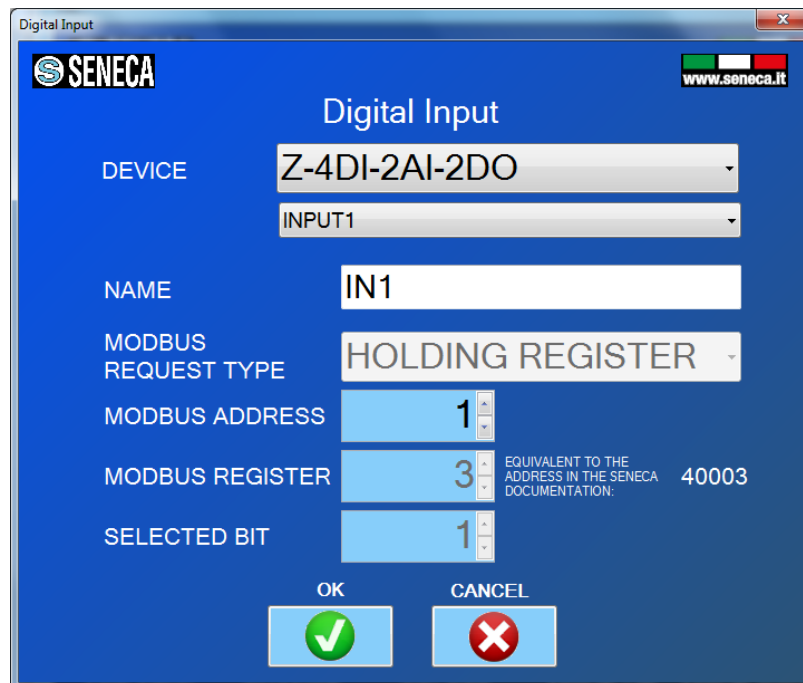 Digital Input
SENECA
www.seneca.it
Digital Input
DEVICE
Z-4DI-2AI-2DO
INPUT1
NAME
IN1
MODBUS
REQUEST TYPE
HOLDING REGISTER
MODBUS ADDRESS
1
MODBUS REGISTER
3
EQUIVALENT TO THE
ADDRESS IN THE SENECA
DOCUMENTATION:
40003
SELECTED BIT
1
OK
CANCEL